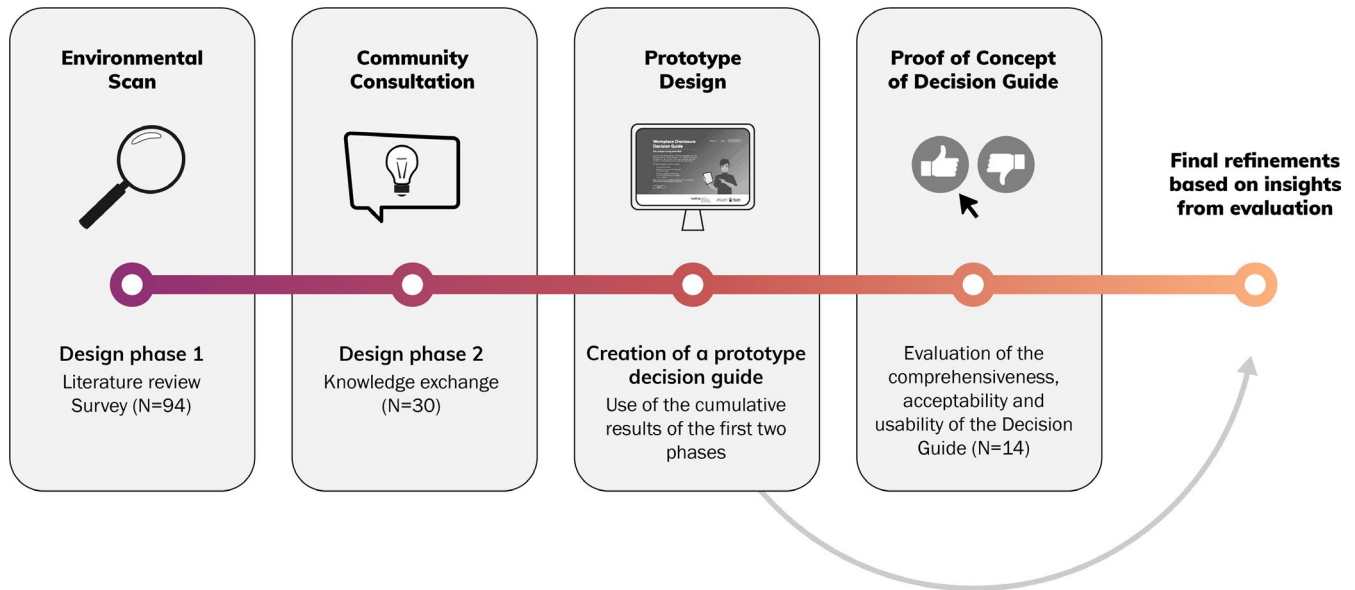 Environmental
Scan
Design phase 1
Literature review
Survey (N=94)
Community
Consultation
Design phase 2
Knowledge exchange
(N=30)
Prototype
Design
Workplace Disclosure
Decision Guide
Creation of a prototype
decision guide
Use of the cumulative
results of the first two
phases
Proof of Concept
of Decision Guide
Evaluation of the
comprehensiveness,
acceptability and
usability of the Decision
Guide (N=14)
Final refinements
based on insights
from evaluation